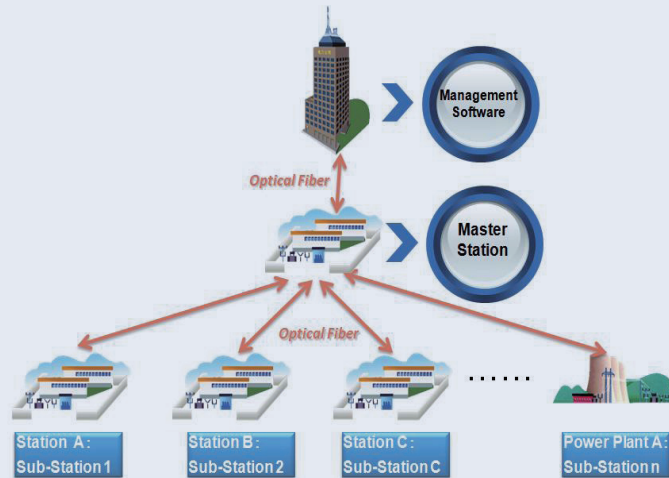 Management
Software
Optical Fiber
Master
Station
Optical Fiber
......
Station A:
Sub-Station 1
Station B:
Sub-Station 2
Station C:
Sub-Station C
Power Plant A:
Sub-Station n